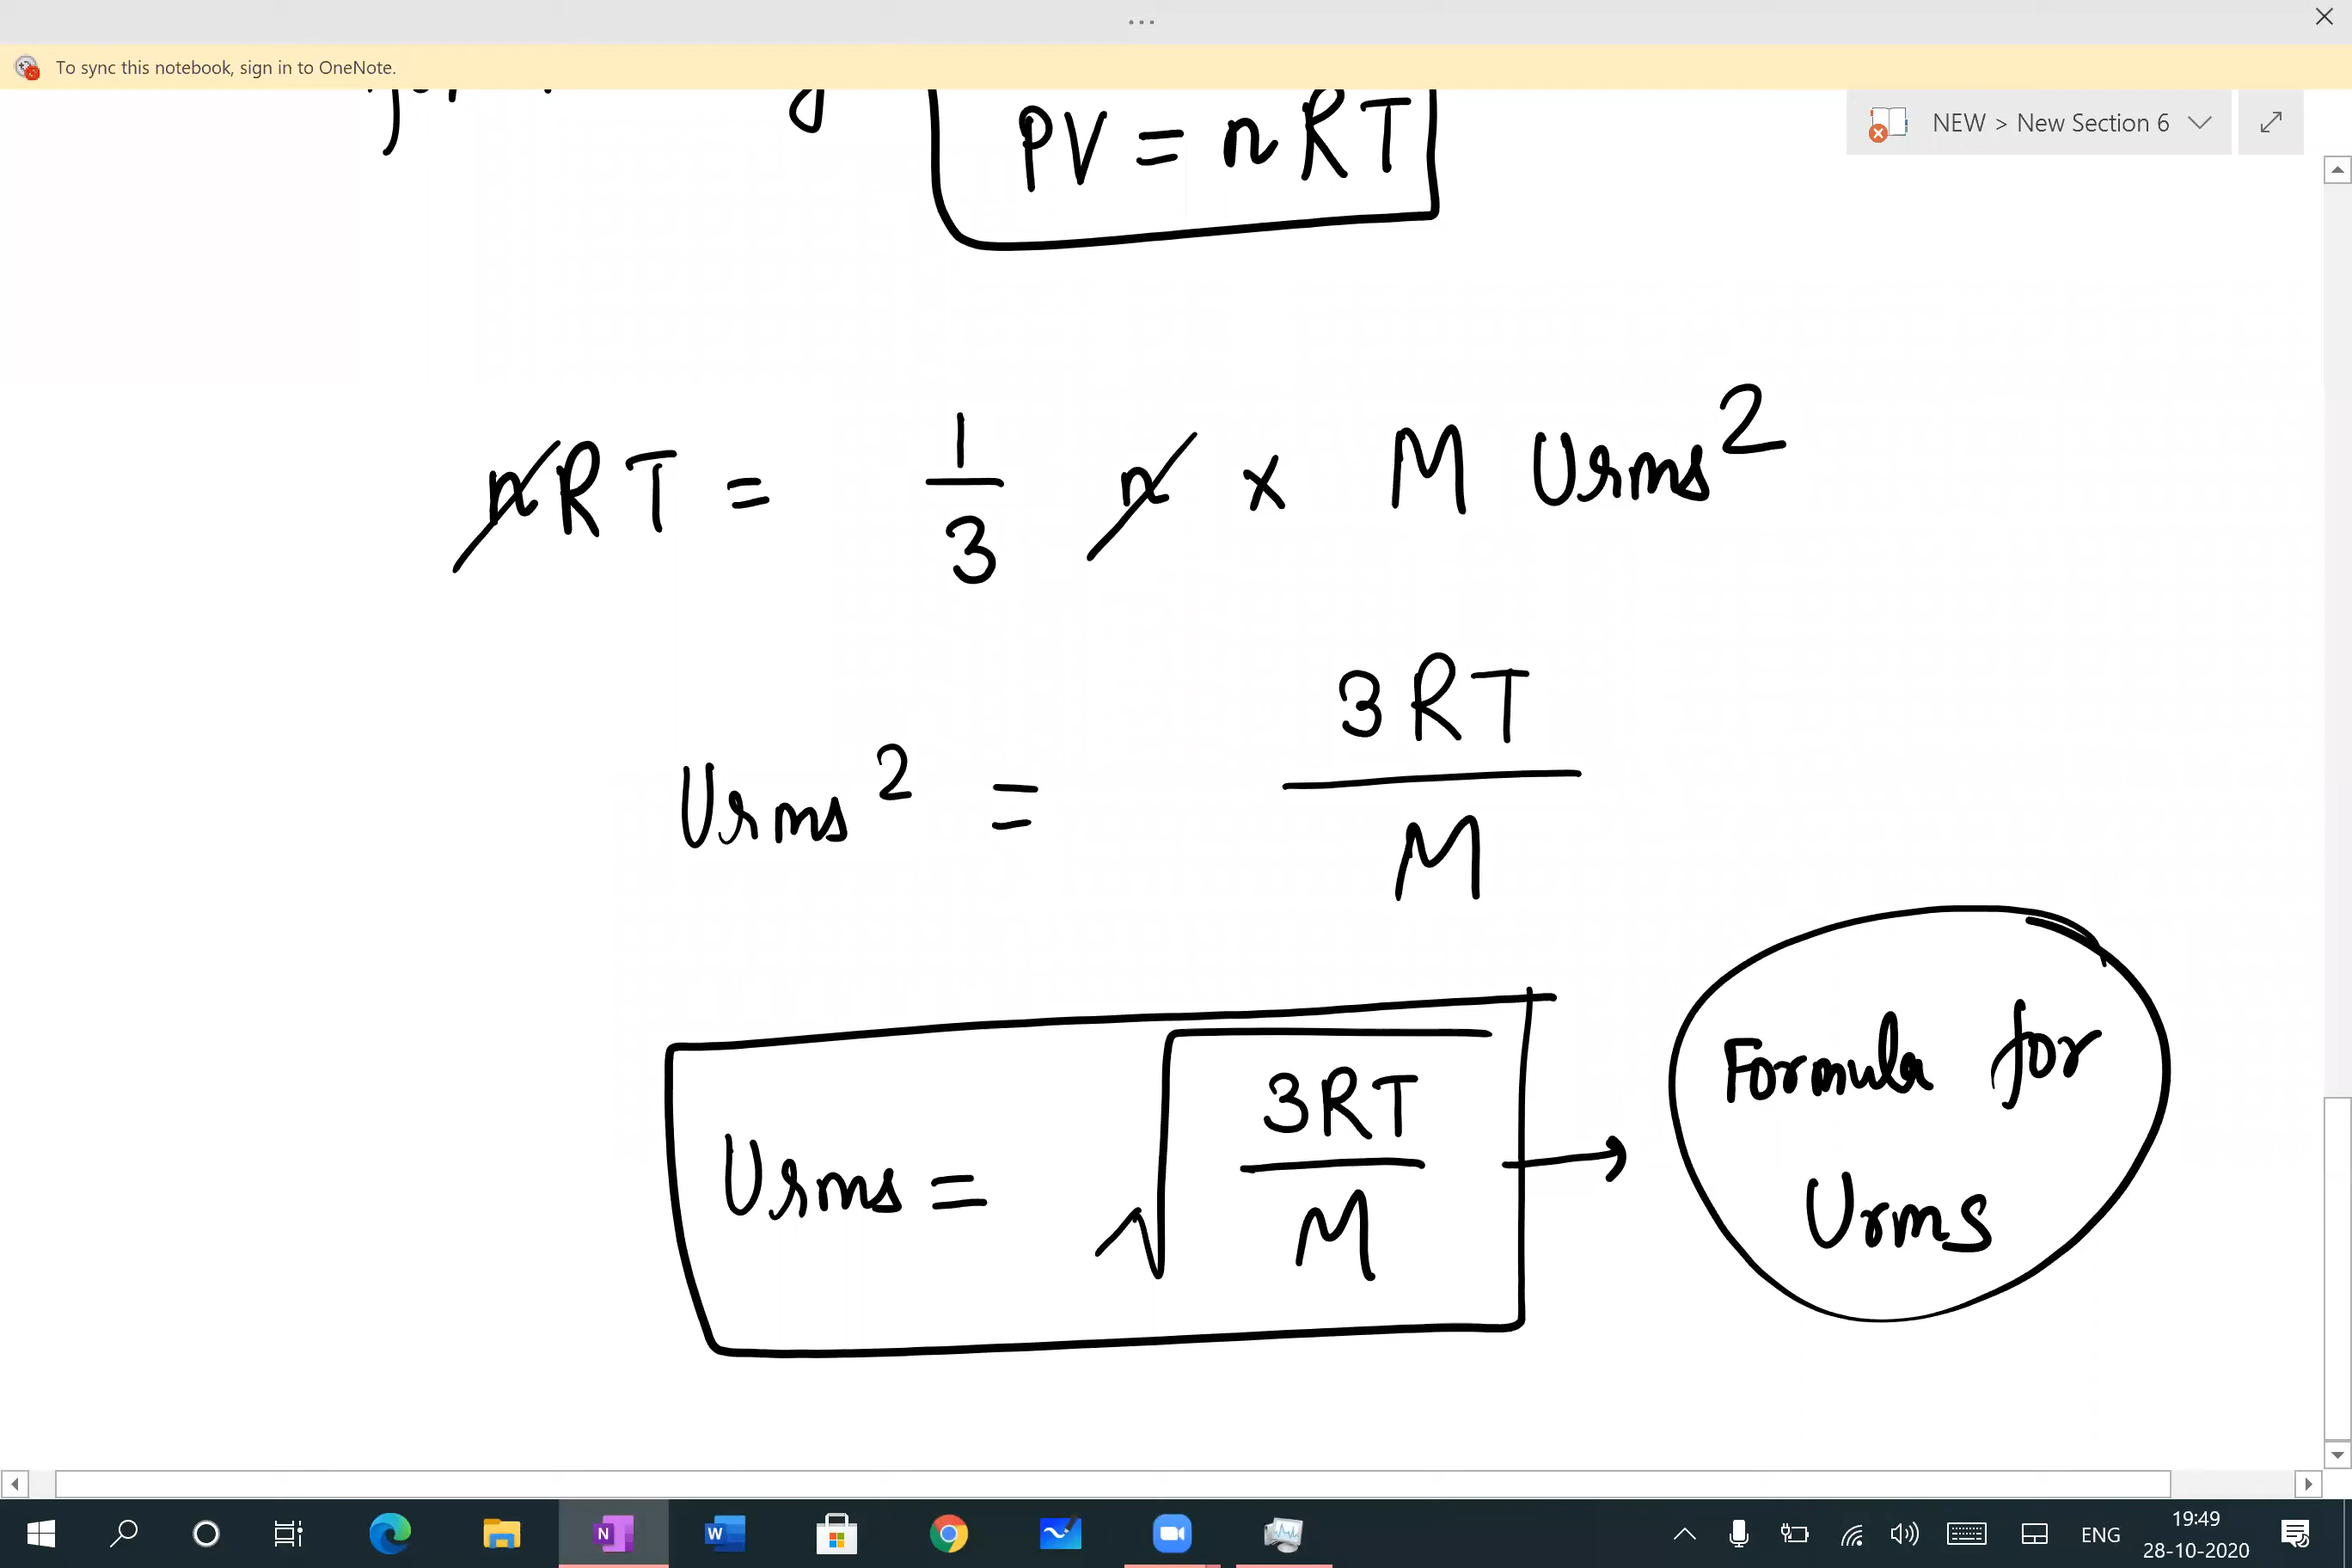 To sync this notebook, sign in to OneNote.
NEW > New Section 6
PV = nRT
nRT = 1/3 n × M Urms²
Urms² = 3RT/M
Urms = √(3RT/M) → Formula for Urms
ENG
19:49
28-10-2020